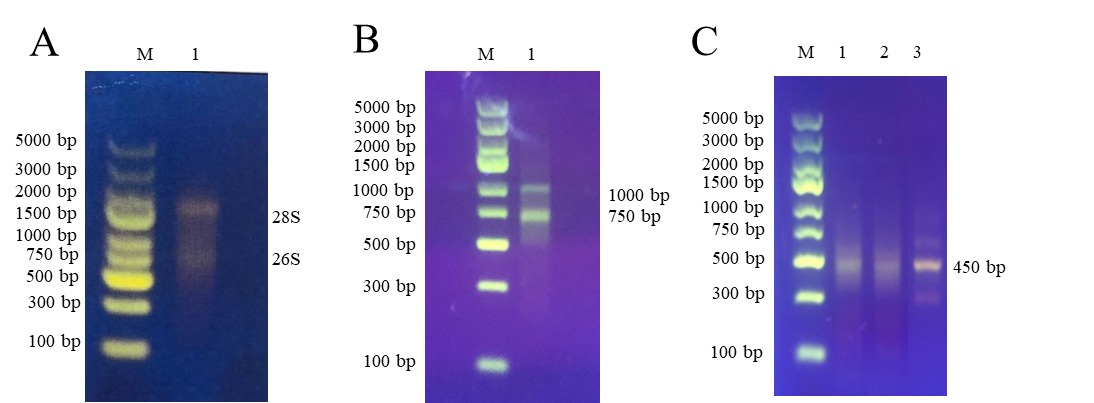 A
M 1
5000 bp
3000 bp
2000 bp
1500 bp
1000 bp
750 bp
500 bp
300 bp
100 bp
28S
26S
B
M 1
5000 bp
3000 bp
2000 bp
1500 bp
1000 bp
750 bp
500 bp
300 bp
100 bp
1000 bp
750 bp
C
M 1 2 3
5000 bp
3000 bp
2000 bp
1500 bp
1000 bp
750 bp
500 bp
300 bp
100 bp
450 bp